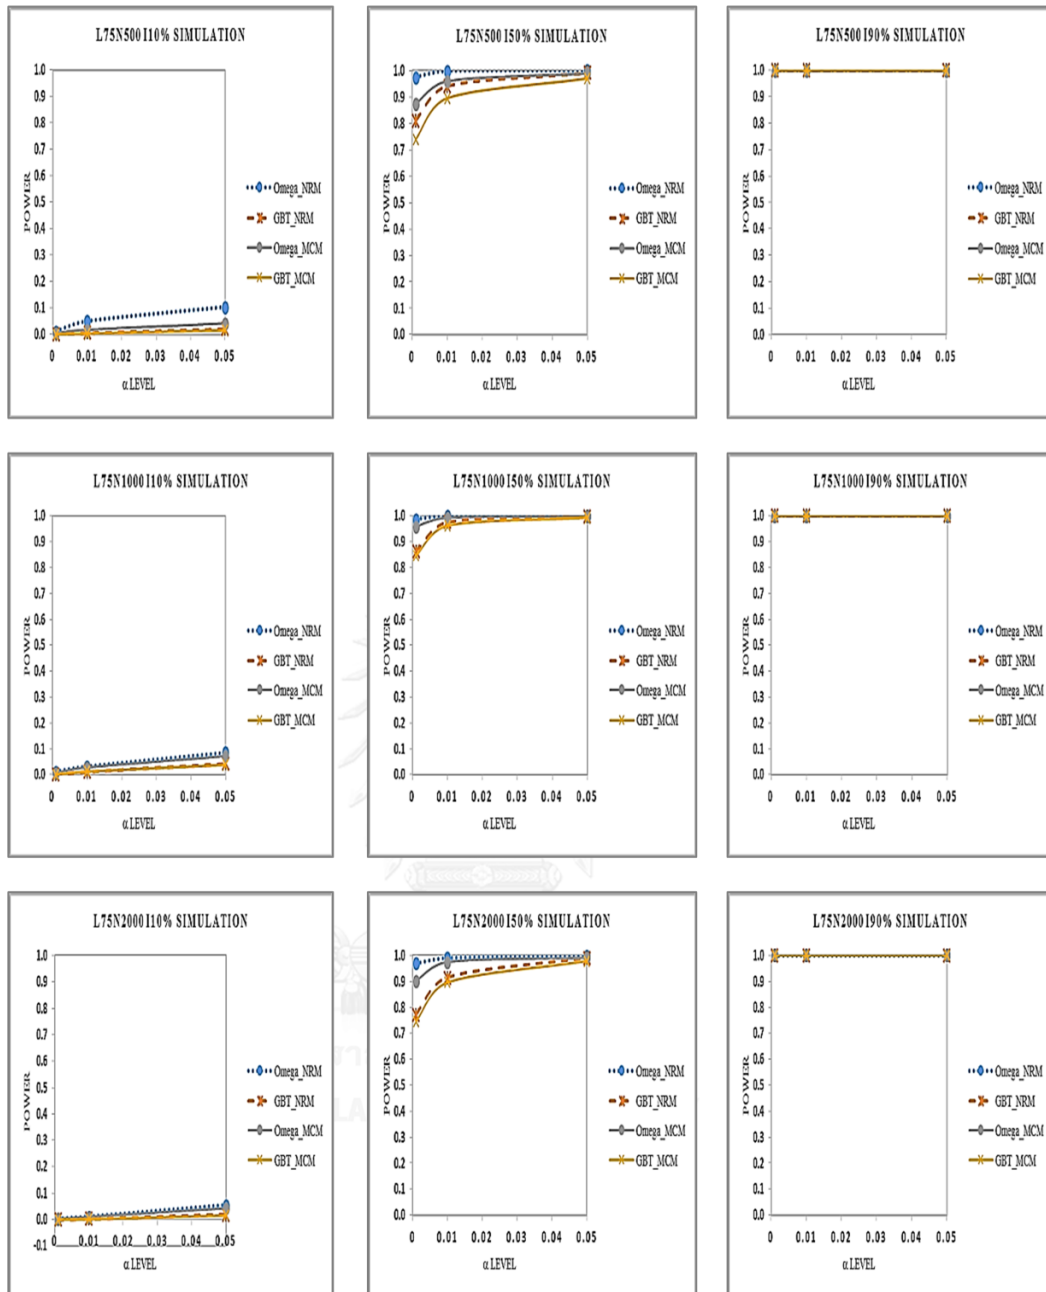 L75N500 I10% SIMULATION
1.0
0.9
0.8
0.7
0.6
0.5
0.4
0.3
0.2
0.1
0.0
POWER
0 0.01 0.02 0.03 0.04 0.05
α LEVEL
Omega_NRM
GBT_NRM
Omega_MCM
GBT_MCM
L75N500 I50% SIMULATION
1.0
0.9
0.8
0.7
0.6
0.5
0.4
0.3
0.2
0.1
0.0
POWER
0 0.01 0.02 0.03 0.04 0.05
α LEVEL
Omega_NRM
GBT_NRM
Omega_MCM
GBT_MCM
L75N500 I90% SIMULATION
1.0
0.9
0.8
0.7
0.6
0.5
0.4
0.3
0.2
0.1
0.0
POWER
0 0.01 0.02 0.03 0.04 0.05
α LEVEL
Omega_NRM
GBT_NRM
Omega_MCM
GBT_MCM
L75N1000 I10% SIMULATION
1.0
0.9
0.8
0.7
0.6
0.5
0.4
0.3
0.2
0.1
0.0
POWER
0 0.01 0.02 0.03 0.04 0.05
α LEVEL
Omega_NRM
GBT_NRM
Omega_MCM
GBT_MCM
L75N1000 I50% SIMULATION
1.0
0.9
0.8
0.7
0.6
0.5
0.4
0.3
0.2
0.1
0.0
POWER
0 0.01 0.02 0.03 0.04 0.05
α LEVEL
Omega_NRM
GBT_NRM
Omega_MCM
GBT_MCM
L75N1000 I90% SIMULATION
1.0
0.9
0.8
0.7
0.6
0.5
0.4
0.3
0.2
0.1
0.0
POWER
0 0.01 0.02 0.03 0.04 0.05
α LEVEL
Omega_NRM
GBT_NRM
Omega_MCM
GBT_MCM
L75N2000 I10% SIMULATION
1.0
0.9
0.8
0.7
0.6
0.5
0.4
0.3
0.2
0.1
0.0
-0.1
POWER
0 0.01 0.02 0.03 0.04 0.05
α LEVEL
Omega_NRM
GBT_NRM
Omega_MCM
GBT_MCM
L75N2000 I50% SIMULATION
1.0
0.9
0.8
0.7
0.6
0.5
0.4
0.3
0.2
0.1
0.0
POWER
0 0.01 0.02 0.03 0.04 0.05
α LEVEL
Omega_NRM
GBT_NRM
Omega_MCM
GBT_MCM
L75N2000 I90% SIMULATION
1.0
0.9
0.8
0.7
0.6
0.5
0.4
0.3
0.2
0.1
0.0
POWER
0 0.01 0.02 0.03 0.04 0.05
α LEVEL
Omega_NRM
GBT_NRM
Omega_MCM
GBT_MCM